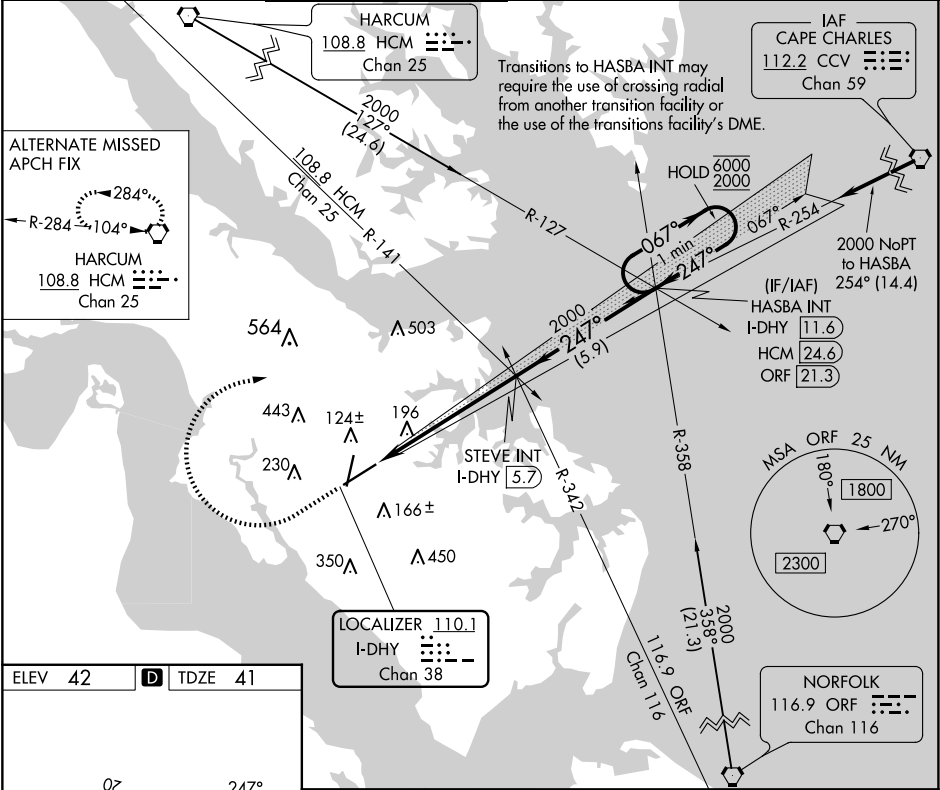 HARCUM
108.8 HCM
Chan 25
IAF
CAPE CHARLES
112.2 CCV
Chan 59
Transitions to HASBA INT may
require the use of crossing radial
from another transition facility or
the use of the transitions facility's DME.
2000
127°
(24.6)
ALTERNATE MISSED
APCH FIX
284°
R-284
104°
HARCUM
108.8 HCM
Chan 25
108.8 HCM
Chan 25
R-141
R-127
HOLD 6000
2000
067°
1 min
247°
067°
R-254
2000 NoPT
to HASBA
254° (14.4)
(IF/IAF)
HASBA INT
I-DHY 11.6
HCM 24.6
ORF 21.3
2000
247°
(5.9)
564
503
443
124±
196
230
166±
350
450
STEVE INT
I-DHY 5.7
R-342
R-358
MSA ORF 25 NM
180°
1800
270°
2300
LOCALIZER 110.1
I-DHY
Chan 38
116.9 ORF
Chan 116
2000
358°
(21.3)
NORFOLK
116.9 ORF
Chan 116
ELEV 42
D
TDZE 41
247°